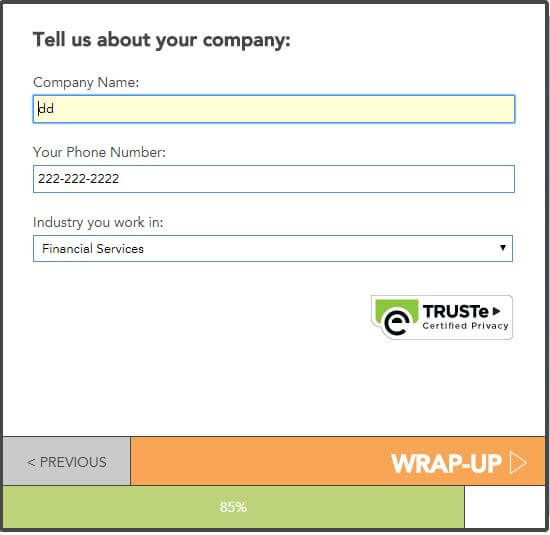 Tell us about your company:
Company Name:
dd
Your Phone Number:
222-222-2222
Industry you work in:
Financial Services
TRUSTe
Certified Privacy
< PREVIOUS
WRAP-UP
85%